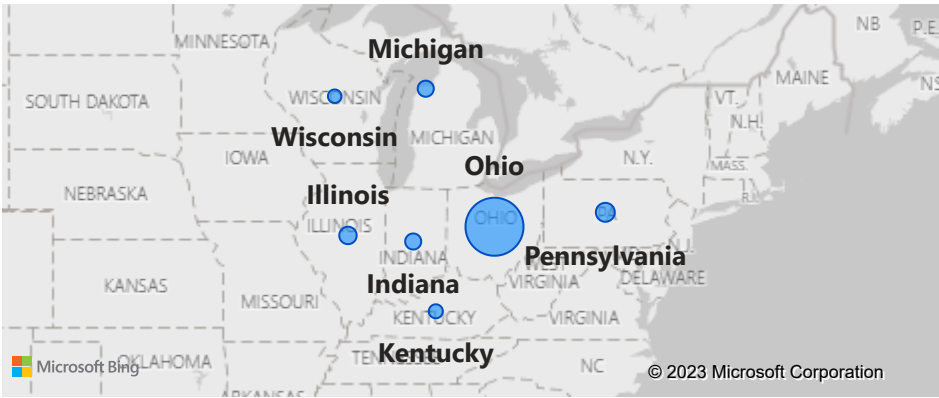 NB
P.E.
MINNESOTA
Michigan
MAINE
NS
SOUTH DAKOTA
WISCONSIN
VT.
N.H.
Wisconsin
MICHIGAN
IOWA
N.Y.
MASS.
Ohio
NEBRASKA
Illinois
R.I.
ILLINOIS
OHIO
PA
N.J.
INDIANA
Pennsylvania
WEST
VIRGINIA
DELAWARE
KANSAS
Indiana
MISSOURI
KENTUCKY
VIRGINIA
TENNESSEE
Kentucky
NC
Microsoft Bing
OKLAHOMA
© 2023 Microsoft Corporation
ARKANSAS